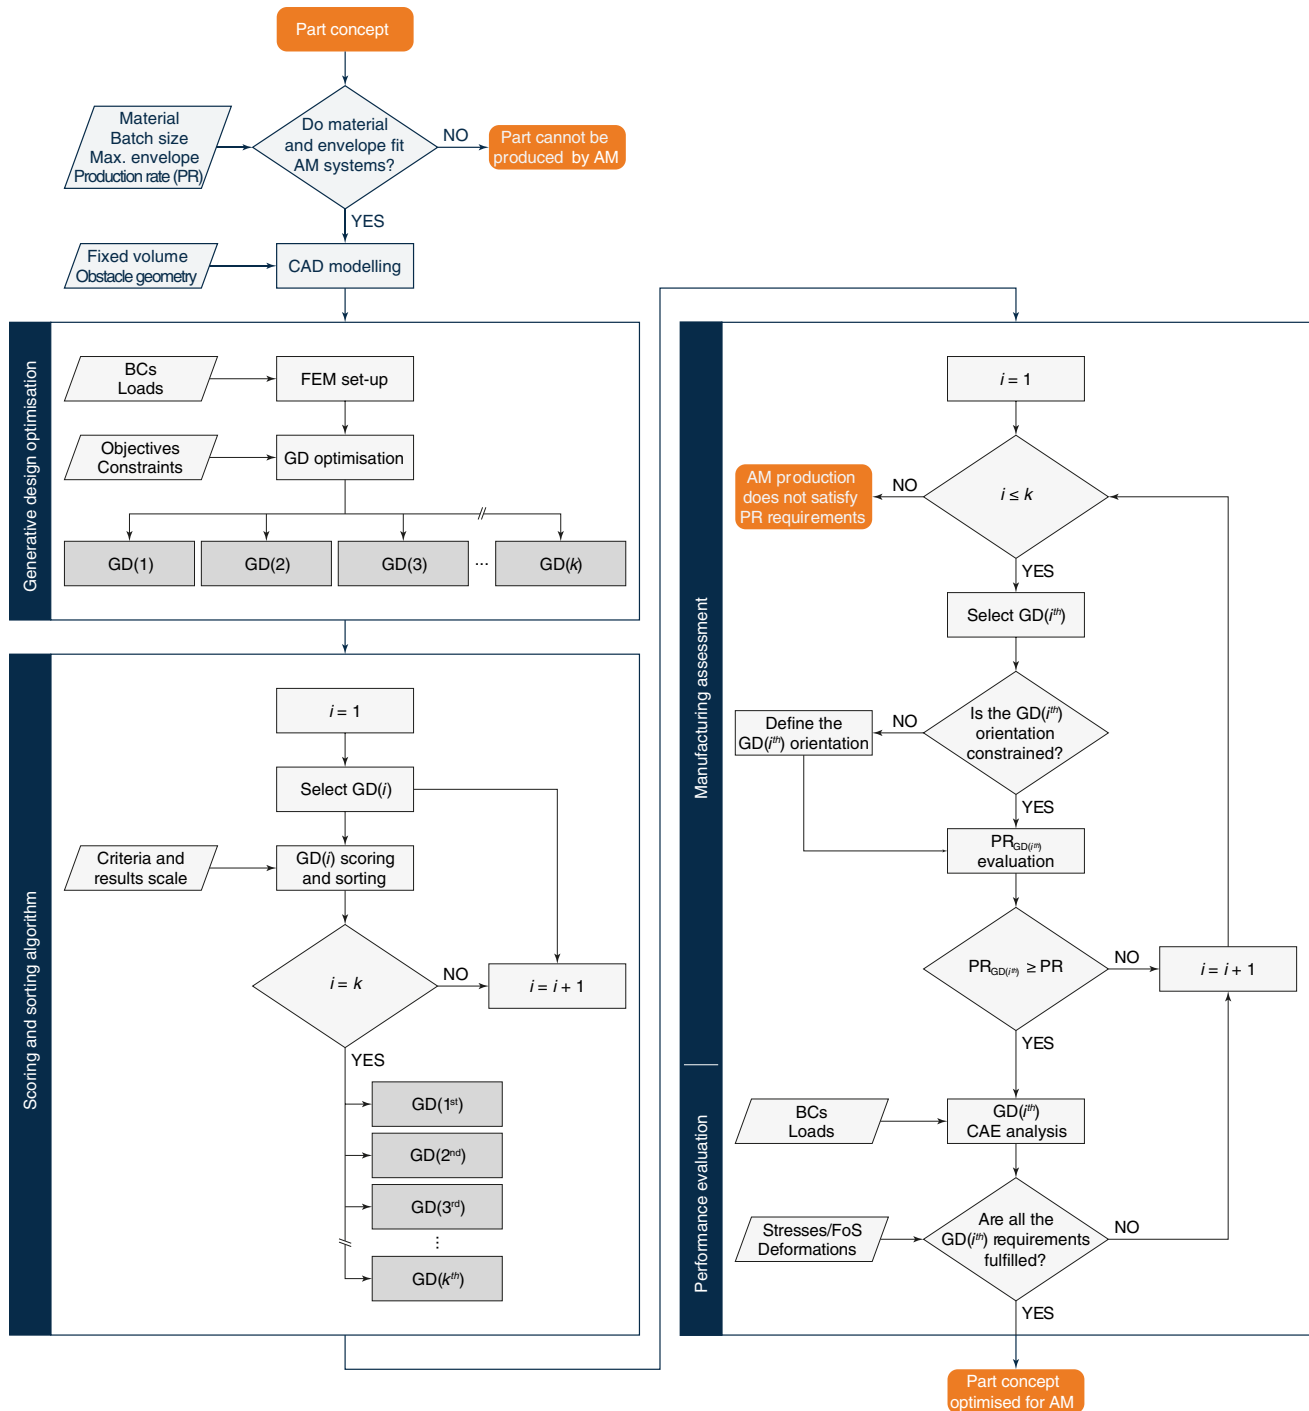 Part concept
Material
Batch size
Max. envelope
Production rate (PR)
Do material
and envelope fit
AM systems?
NO
Part cannot be
produced by AM
YES
Fixed volume
Obstacle geometry
CAD modelling
Generative design optimisation
BCs
Loads
FEM set-up
Objectives
Constraints
GD optimisation
GD(1)
GD(2)
GD(3)
...
GD(k)
Scoring and sorting algorithm
i = 1
Select GD(i)
Criteria and
results scale
GD(i) scoring
and sorting
i = k
NO
i = i + 1
YES
GD(1st)
GD(2nd)
GD(3rd)
...
GD(kth)
Manufacturing assessment
i = 1
i ≤ k
NO
AM production
does not satisfy
PR requirements
YES
Select GD(ith)
Is the GD(ith)
orientation
constrained?
NO
Define the
GD(ith) orientation
YES
PRGD(ith)
evaluation
PRGD(ith) ≥ PR
NO
i = i + 1
YES
Performance evaluation
BCs
Loads
GD(ith)
CAE analysis
Stresses/FoS
Deformations
Are all the
GD(ith) requirements
fulfilled?
NO
YES
Part concept
optimised for AM